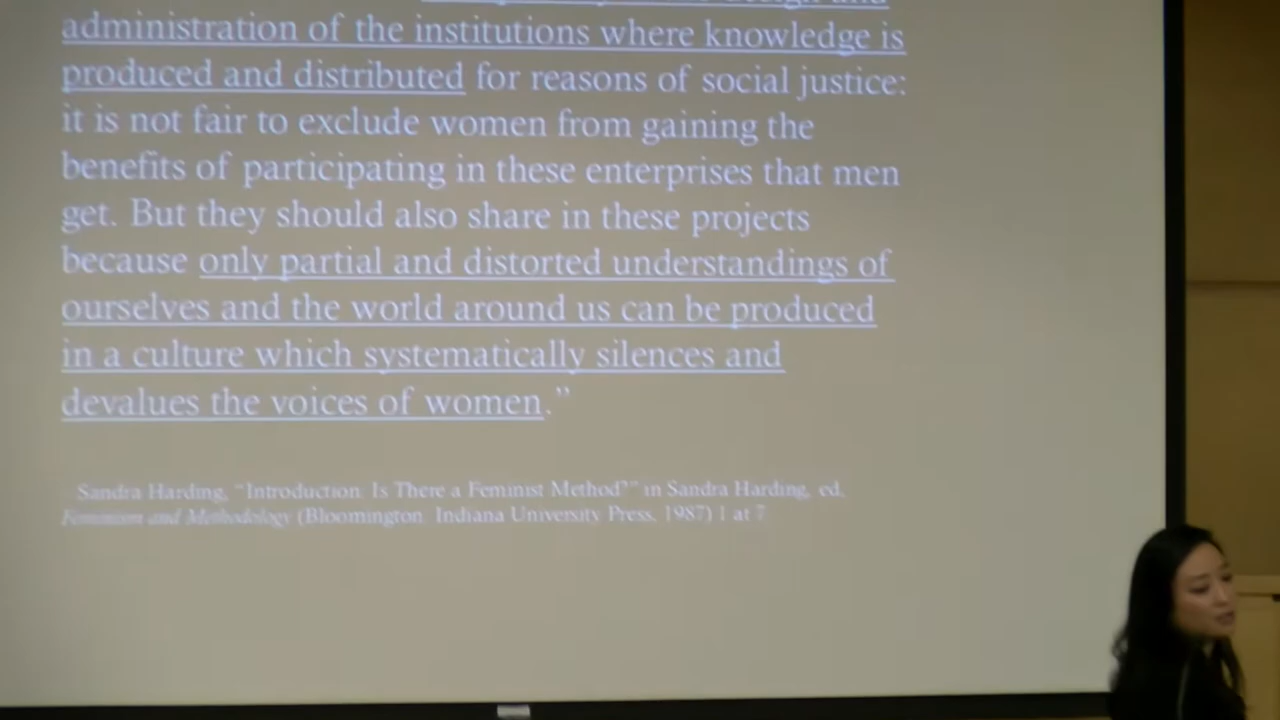 administration of the institutions where knowledge is
produced and distributed for reasons of social justice:
it is not fair to exclude women from gaining the
benefits of participating in these enterprises that men
get. But they should also share in these projects
because only partial and distorted understandings of
ourselves and the world around us can be produced
in a culture which systematically silences and
devalues the voices of women.”
Sandra Harding, “Introduction: Is There a Feminist Method?” in Sandra Harding, ed,
Feminism and Methodology (Bloomington: Indiana University Press, 1987) 1 at 7